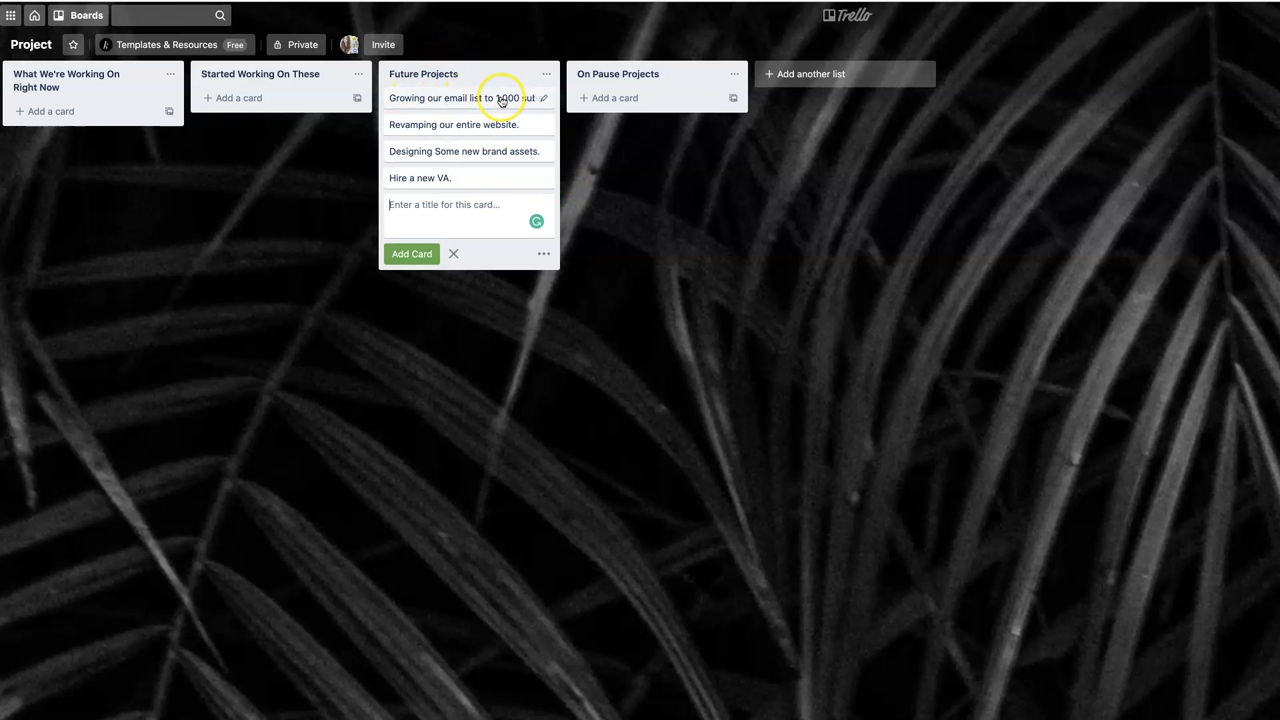 Boards
Trello
Project
Templates & Resources Free
Private
Invite
What We're Working On
Right Now
+ Add a card
Started Working On These
+ Add a card
Future Projects
Growing our email list to 1,000
Revamping our entire website.
Designing Some new brand assets.
Hire a new VA.
Enter a title for this card...
Add Card
On Pause Projects
+ Add a card
+ Add another list